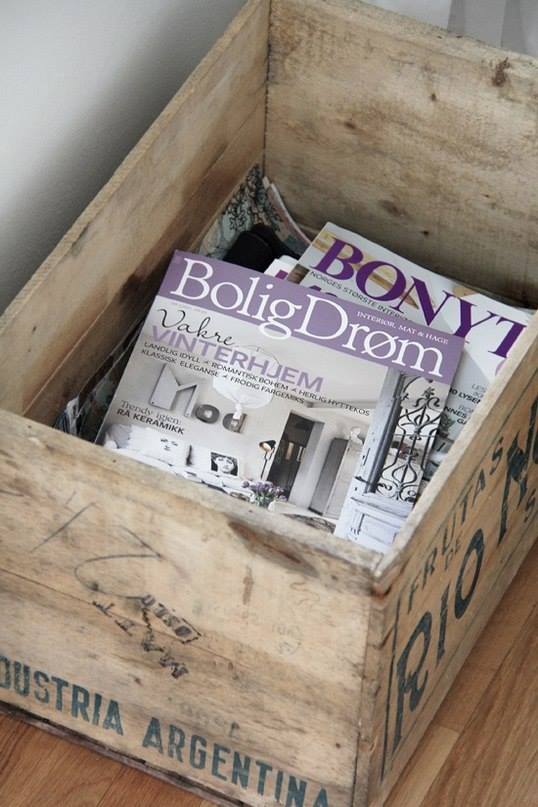 BONYT
NORGES STØRSTE INTERIØR
BoligDrøm
INTERIØR, MAT & HAGE
Vakre
VINTERHJEM
LANDLIG IDYLL ROMANTISK BOHEM HERLIG HYTTEKOS
KLASSISK ELEGANSE FRODIG FARGEMIKS
Mood
Trendy igjen:
RÅ KERAMIKK
FRUTAS
DE
RIO
DUSTRIA ARGENTINA